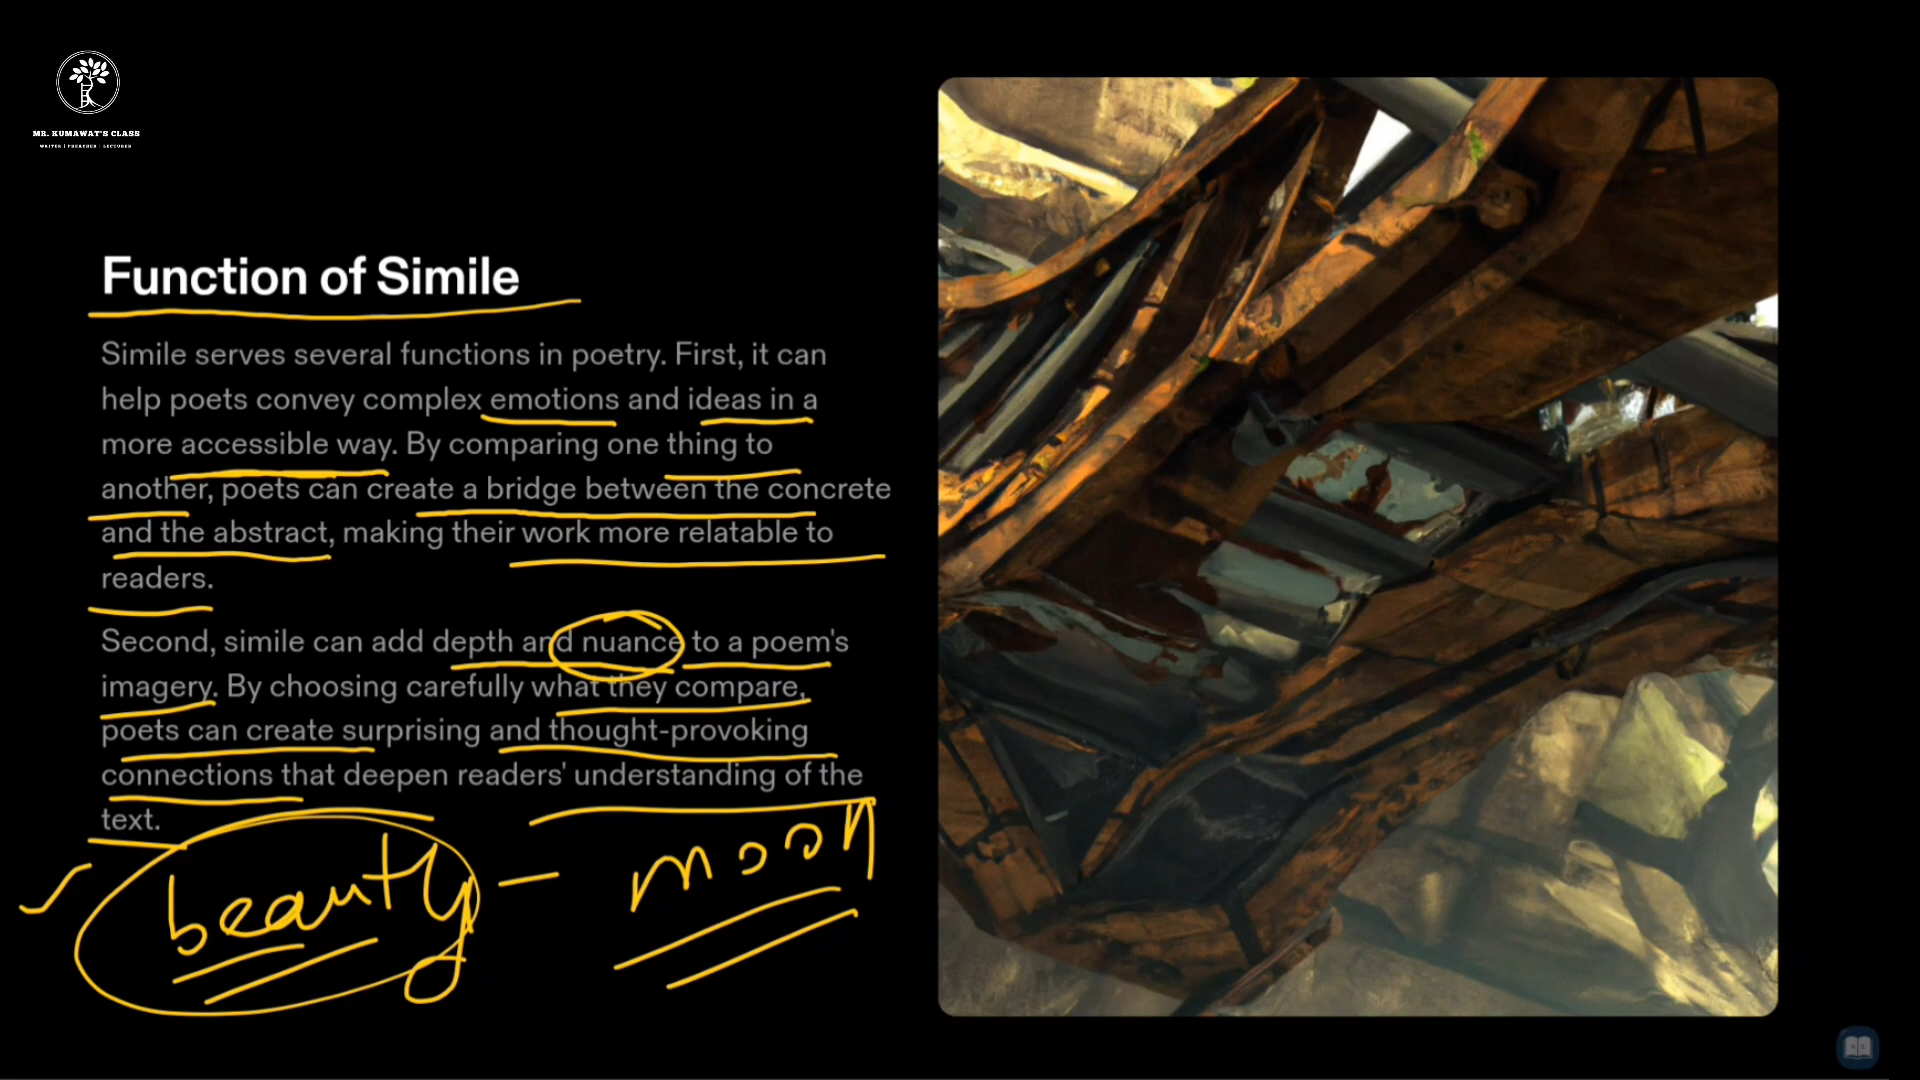 MR. KUMAWAT'S CLASS
WRITER | PREACHER | LECTURER
Function of Simile
Simile serves several functions in poetry. First, it can
help poets convey complex emotions and ideas in a
more accessible way. By comparing one thing to
another, poets can create a bridge between the concrete
and the abstract, making their work more relatable to
readers.
Second, simile can add depth and nuance to a poem's
imagery. By choosing carefully what they compare,
poets can create surprising and thought-provoking
connections that deepen readers' understanding of the
text.
beauty — moon